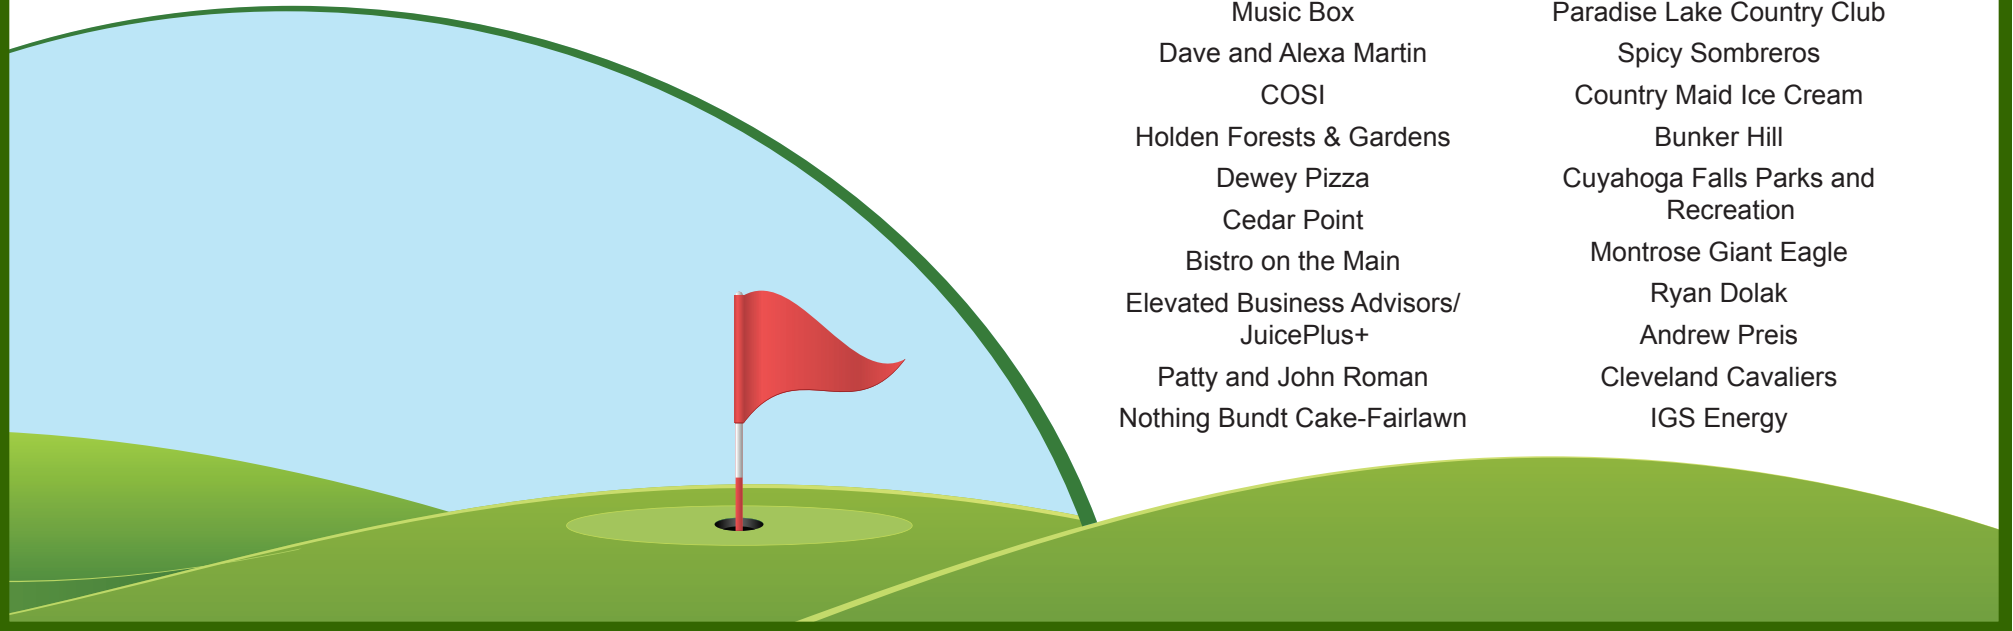 Music Box
Dave and Alexa Martin
COSI
Holden Forests & Gardens
Dewey Pizza
Cedar Point
Bistro on the Main
Elevated Business Advisors/
JuicePlus+
Patty and John Roman
Nothing Bundt Cake-Fairlawn
Paradise Lake Country Club
Spicy Sombreros
Country Maid Ice Cream
Bunker Hill
Cuyahoga Falls Parks and
Recreation
Montrose Giant Eagle
Ryan Dolak
Andrew Preis
Cleveland Cavaliers
IGS Energy